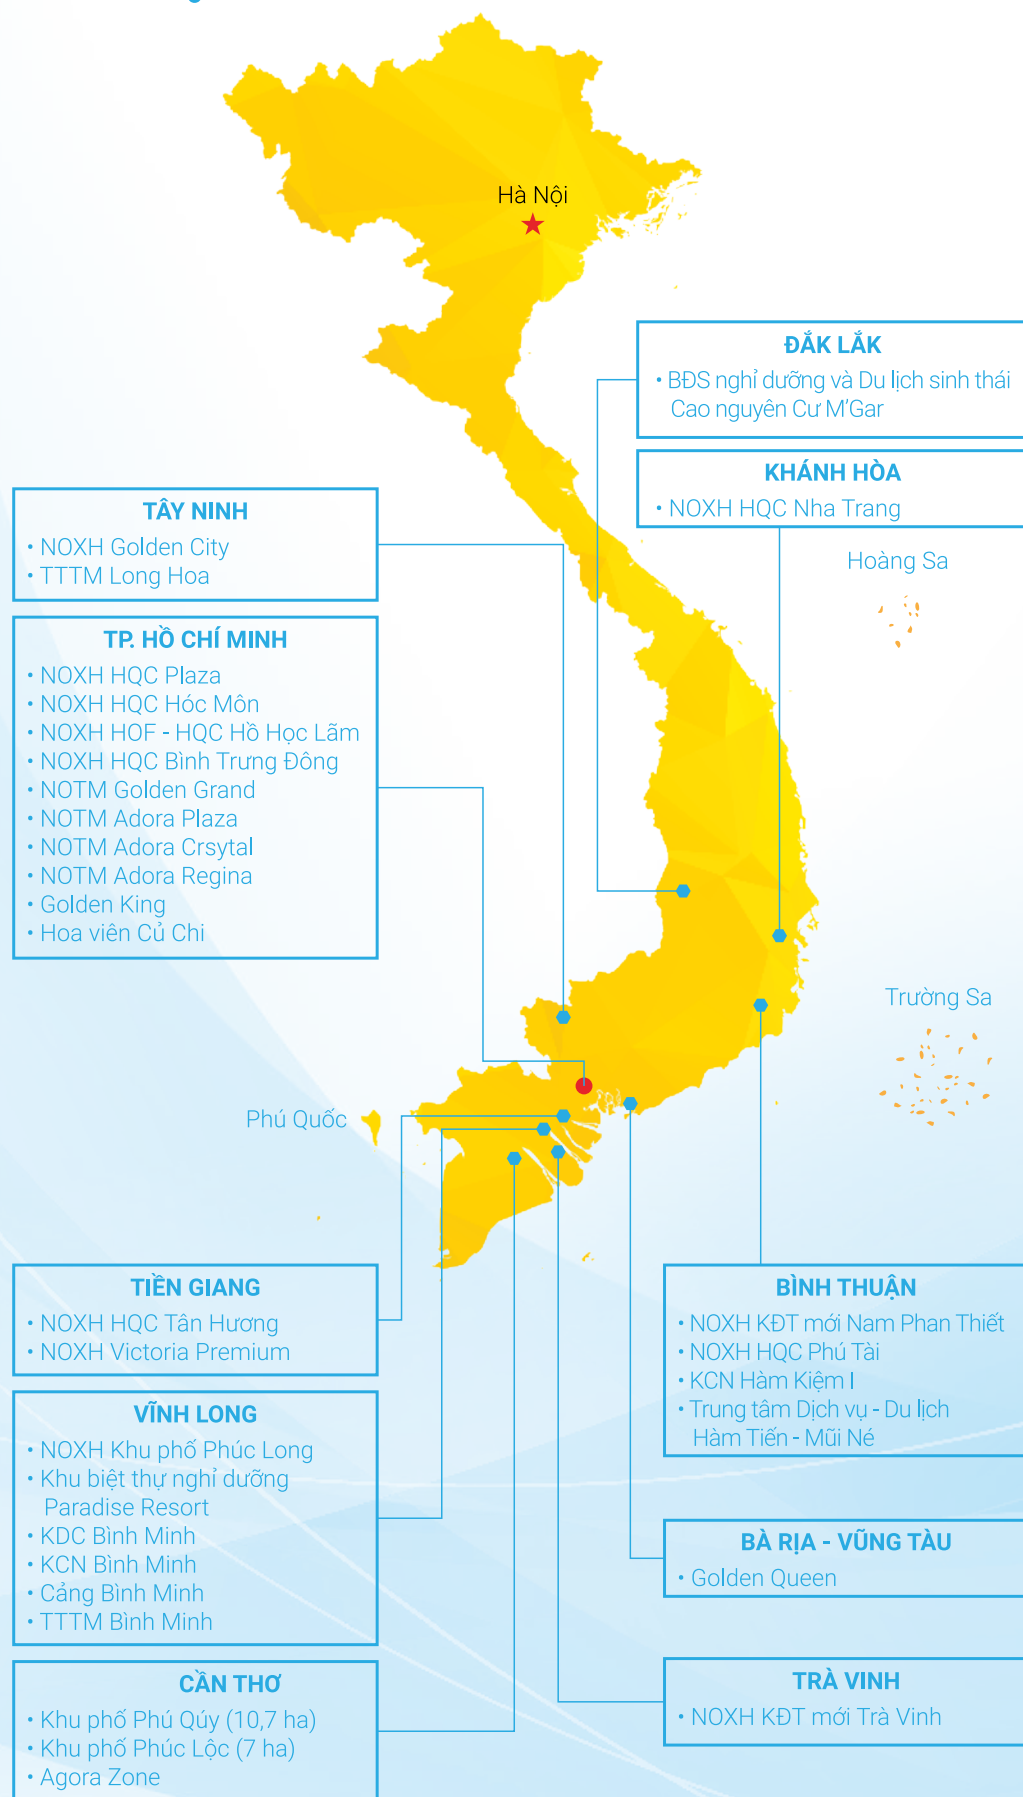 Hà Nội
ĐẮK LẮK
• BĐS nghỉ dưỡng và Du lịch sinh thái
Cao nguyên Cư M'Gar
KHÁNH HÒA
• NOXH HQC Nha Trang
Hoàng Sa
TÂY NINH
• NOXH Golden City
• TTTM Long Hoa
TP. HỒ CHÍ MINH
• NOXH HQC Plaza
• NOXH HQC Hóc Môn
• NOXH HOF - HQC Hồ Học Lãm
• NOXH HQC Bình Trưng Đông
• NOTM Golden Grand
• NOTM Adora Plaza
• NOTM Adora Crsytal
• NOTM Adora Regina
• Golden King
• Hoa viên Củ Chi
Trường Sa
Phú Quốc
TIỀN GIANG
• NOXH HQC Tân Hương
• NOXH Victoria Premium
VĨNH LONG
• NOXH Khu phố Phúc Long
• Khu biệt thự nghỉ dưỡng
Paradise Resort
• KDC Bình Minh
• KCN Bình Minh
• Cảng Bình Minh
• TTTM Bình Minh
CẦN THƠ
• Khu phố Phú Qúy (10,7 ha)
• Khu phố Phúc Lộc (7 ha)
• Agora Zone
BÌNH THUẬN
• NOXH KĐT mới Nam Phan Thiết
• NOXH HQC Phú Tài
• KCN Hàm Kiệm I
• Trung tâm Dịch vụ - Du lịch
Hàm Tiến - Mũi Né
BÀ RỊA - VŨNG TÀU
• Golden Queen
TRÀ VINH
• NOXH KĐT mới Trà Vinh